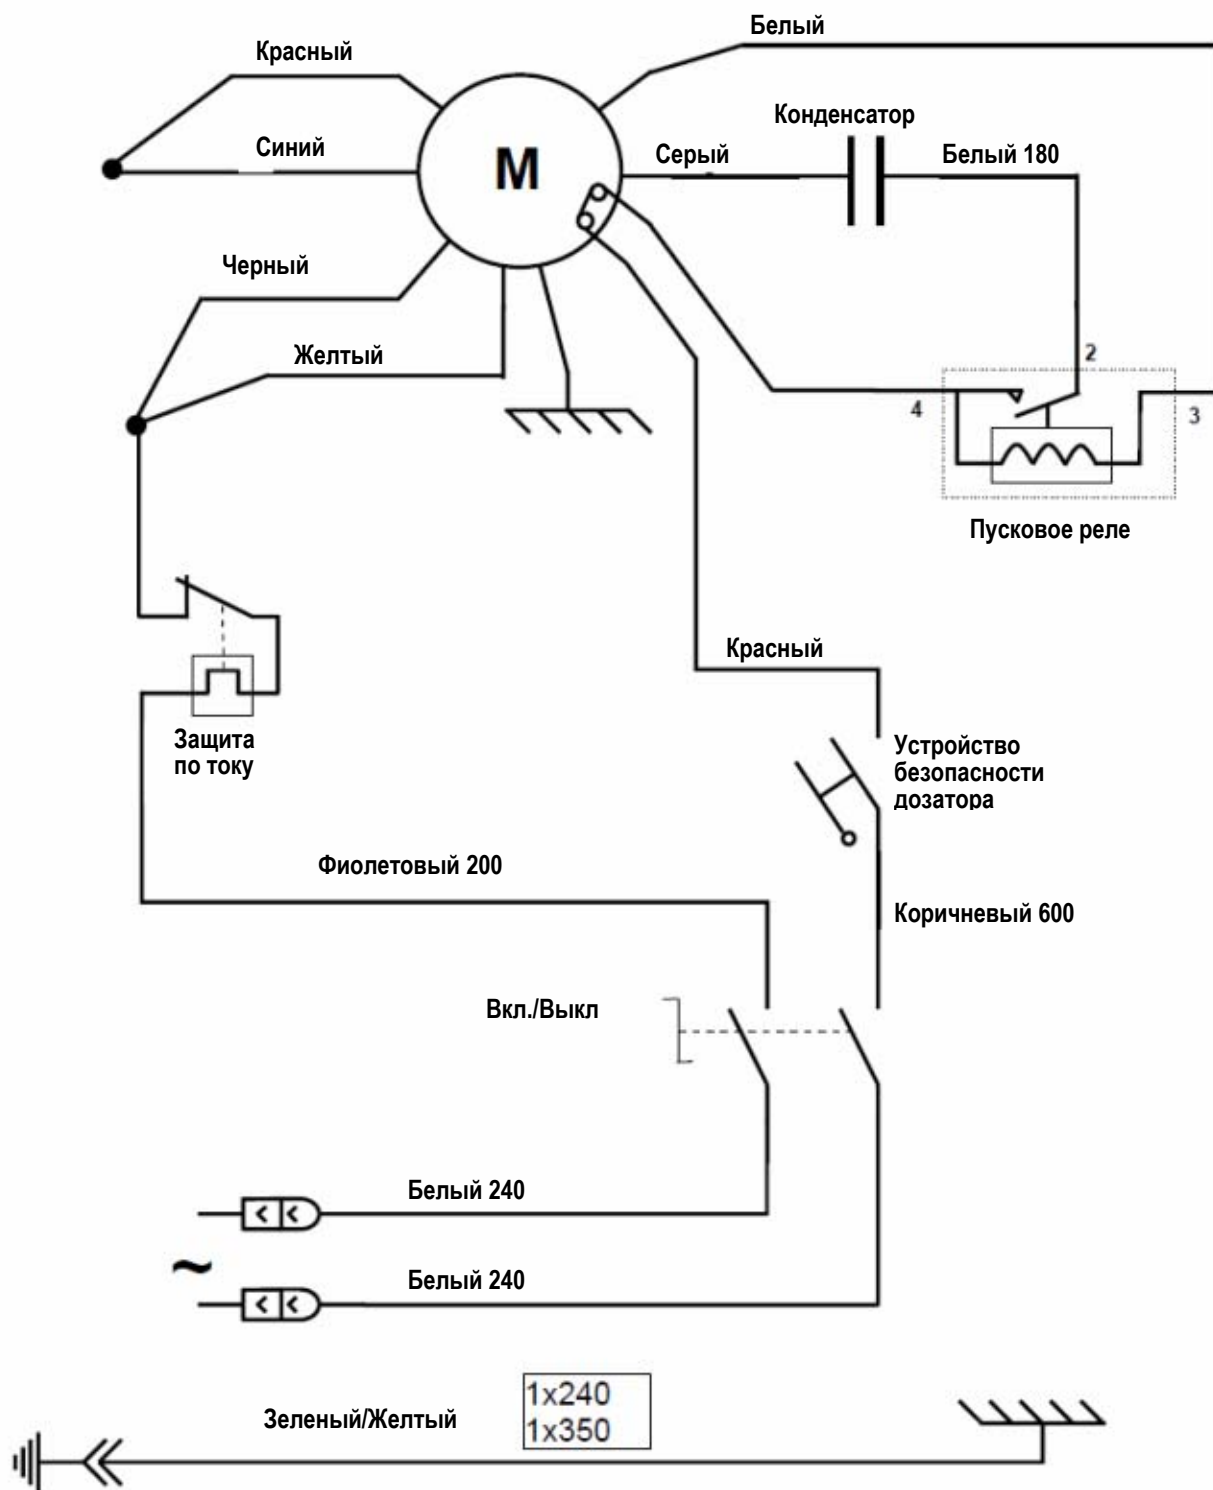 Белый
Красный
Конденсатор
Синий
M
Серый
Белый 180
Черный
Желтый
2
4
3
Пусковое реле
Красный
Защита
по току
Устройство
безопасности
дозатора
Фиолетовый 200
Коричневый 600
Вкл./Выкл
Белый 240
~
Белый 240
1x240
1x350
Зеленый/Желтый